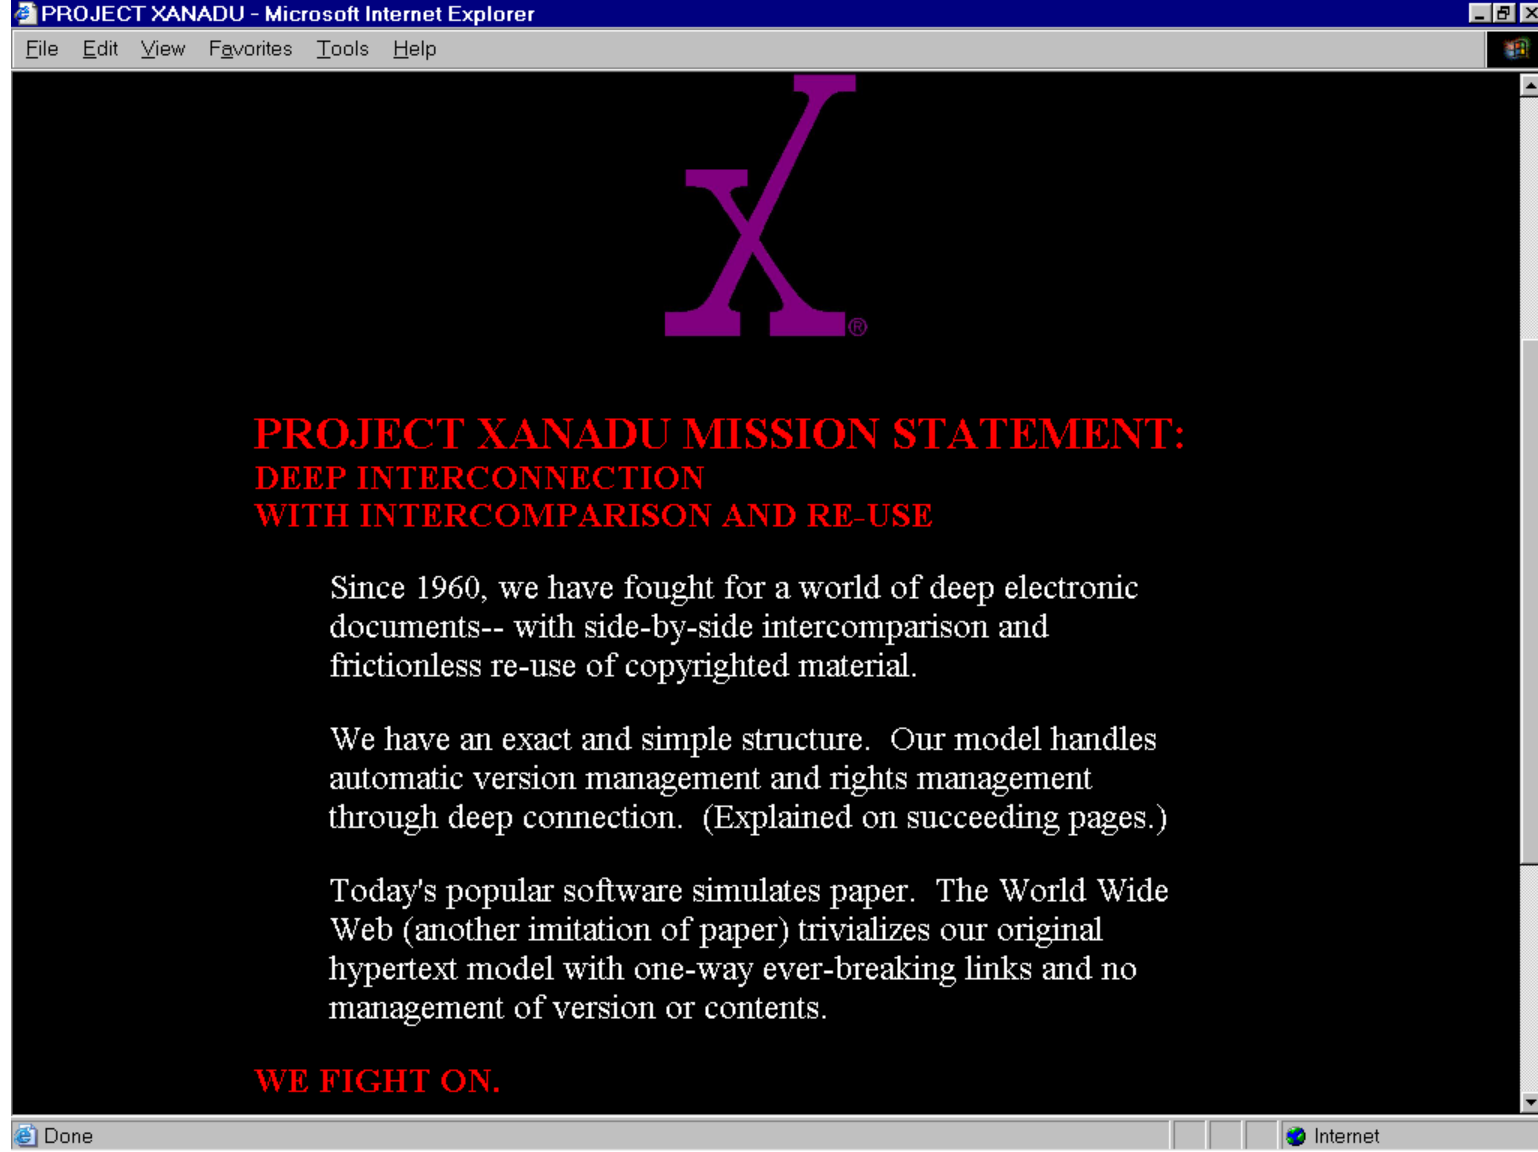 PROJECT XANADU - Microsoft Internet Explorer
File Edit View Favorites Tools Help
X®
PROJECT XANADU MISSION STATEMENT:
DEEP INTERCONNECTION
WITH INTERCOMPARISON AND RE-USE
Since 1960, we have fought for a world of deep electronic
documents-- with side-by-side intercomparison and
frictionless re-use of copyrighted material.
We have an exact and simple structure.  Our model handles
automatic version management and rights management
through deep connection.  (Explained on succeeding pages.)
Today's popular software simulates paper.  The World Wide
Web (another imitation of paper) trivializes our original
hypertext model with one-way ever-breaking links and no
management of version or contents.
WE FIGHT ON.
Done Internet